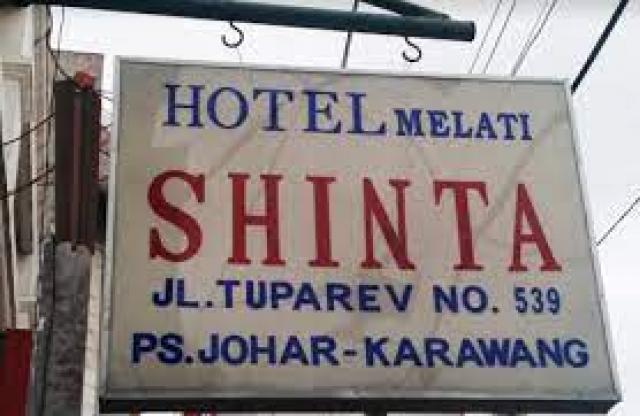 HOTEL MELATI
SHINTA
JL.TUPAREV NO. 539
PS.JOHAR-KARAWANG